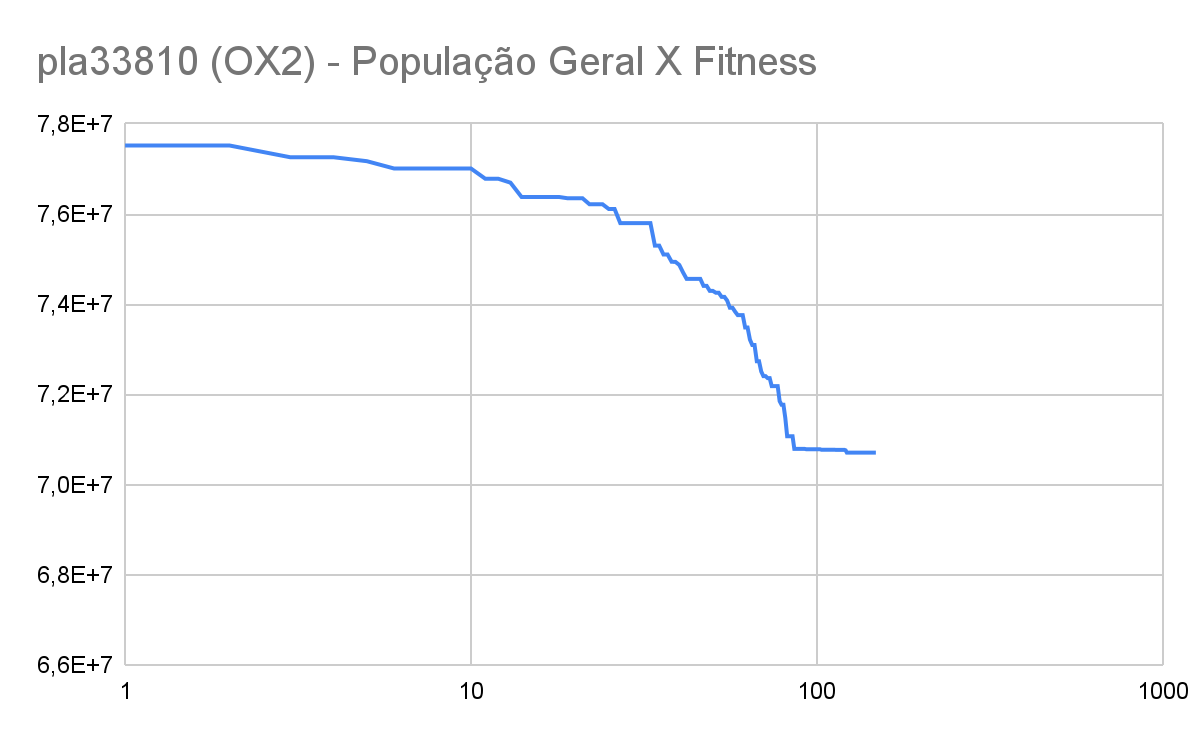 pla33810 (OX2) - População Geral X Fitness
7,8E+7
7,6E+7
7,4E+7
7,2E+7
7,0E+7
6,8E+7
6,6E+7
1 10 100 1000